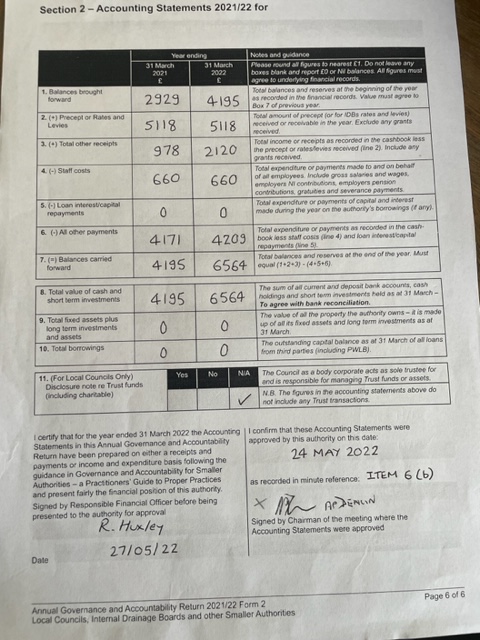 Section 2 – Accounting Statements 2021/22 for
Year ending
Notes and guidance
31 March
2021
£
31 March
2022
£
Please round all figures to nearest £1. Do not leave any
boxes blank and report £0 or Nil balances. All figures must
agree to underlying financial records.
1. Balances brought
forward
2929
4195
Total balances and reserves at the beginning of the year
as recorded in the financial records. Value must agree to
Box 7 of previous year.
2. (+) Precept or Rates and
Levies
5118
5118
Total amount of precept (or for IDBs rates and levies)
received or receivable in the year. Exclude any grants
received.
3. (+) Total other receipts
978
2120
Total income or receipts as recorded in the cashbook less
the precept or rates/levies received (line 2). Include any
grants received.
4. (-) Staff costs
660
660
Total expenditure or payments made to and on behalf
of all employees. Include gross salaries and wages,
employers NI contributions, employers pension
contributions, gratuities and severance payments.
5. (-) Loan interest/capital
repayments
0
0
Total expenditure or payments of capital and interest
made during the year on the authority's borrowings (if any).
6. (-) All other payments
4171
4209
Total expenditure or payments as recorded in the cash-
book less staff costs (line 4) and loan interest/capital
repayments (line 5).
7. (=) Balances carried
forward
4195
6564
Total balances and reserves at the end of the year. Must
equal (1+2+3) - (4+5+6).
8. Total value of cash and
short term investments
4195
6564
The sum of all current and deposit bank accounts, cash
holdings and short term investments held as at 31 March –
To agree with bank reconciliation.
9. Total fixed assets plus
long term investments
and assets
0
0
The value of all the property the authority owns – it is made
up of all its fixed assets and long term investments as at
31 March.
10. Total borrowings
0
0
The outstanding capital balance as at 31 March of all loans
from third parties (including PWLB).
11. (For Local Councils Only)
Disclosure note re Trust funds
(including charitable)
Yes
No
N/A
✓
The Council as a body corporate acts as sole trustee for
and is responsible for managing Trust funds or assets.
N.B. The figures in the accounting statements above do
not include any Trust transactions.
I certify that for the year ended 31 March 2022 the Accounting
Statements in this Annual Governance and Accountability
Return have been prepared on either a receipts and
payments or income and expenditure basis following the
guidance in Governance and Accountability for Smaller
Authorities – a Practitioners' Guide to Proper Practices
and present fairly the financial position of this authority.
Signed by Responsible Financial Officer before being
presented to the authority for approval
R. Huxley
27/05/22
Date
I confirm that these Accounting Statements were
approved by this authority on this date:
24 MAY 2022
as recorded in minute reference: ITEM 6 (b)
X
Signed by Chairman of the meeting where the
Accounting Statements were approved
Annual Governance and Accountability Return 2021/22 Form 2
Local Councils, Internal Drainage Boards and other Smaller Authorities
Page 6 of 6